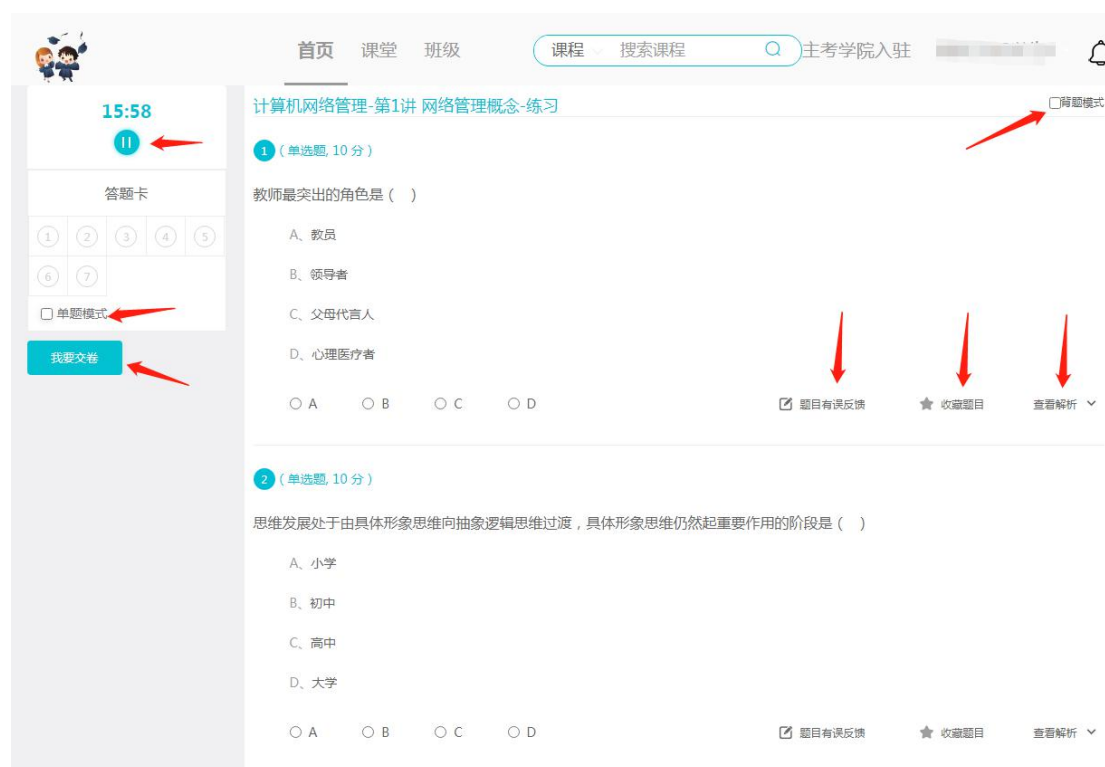 首页 课堂 班级 课程 搜索课程 主考学院入驻
15:58
答题卡
1 2 3 4 5
6 7
单题模式
我要交卷
计算机网络管理-第1讲 网络管理概念-练习 背题模式
1 ( 单选题, 10 分 )
教师最突出的角色是 ( )
A、教员
B、领导者
C、父母代言人
D、心理医疗者
A B C D 题目有误反馈 收藏题目 查看解析
2 ( 单选题, 10 分 )
思维发展处于由具体形象思维向抽象逻辑思维过渡，具体形象思维仍然起重要作用的阶段是 ( )
A、小学
B、初中
C、高中
D、大学
A B C D 题目有误反馈 收藏题目 查看解析